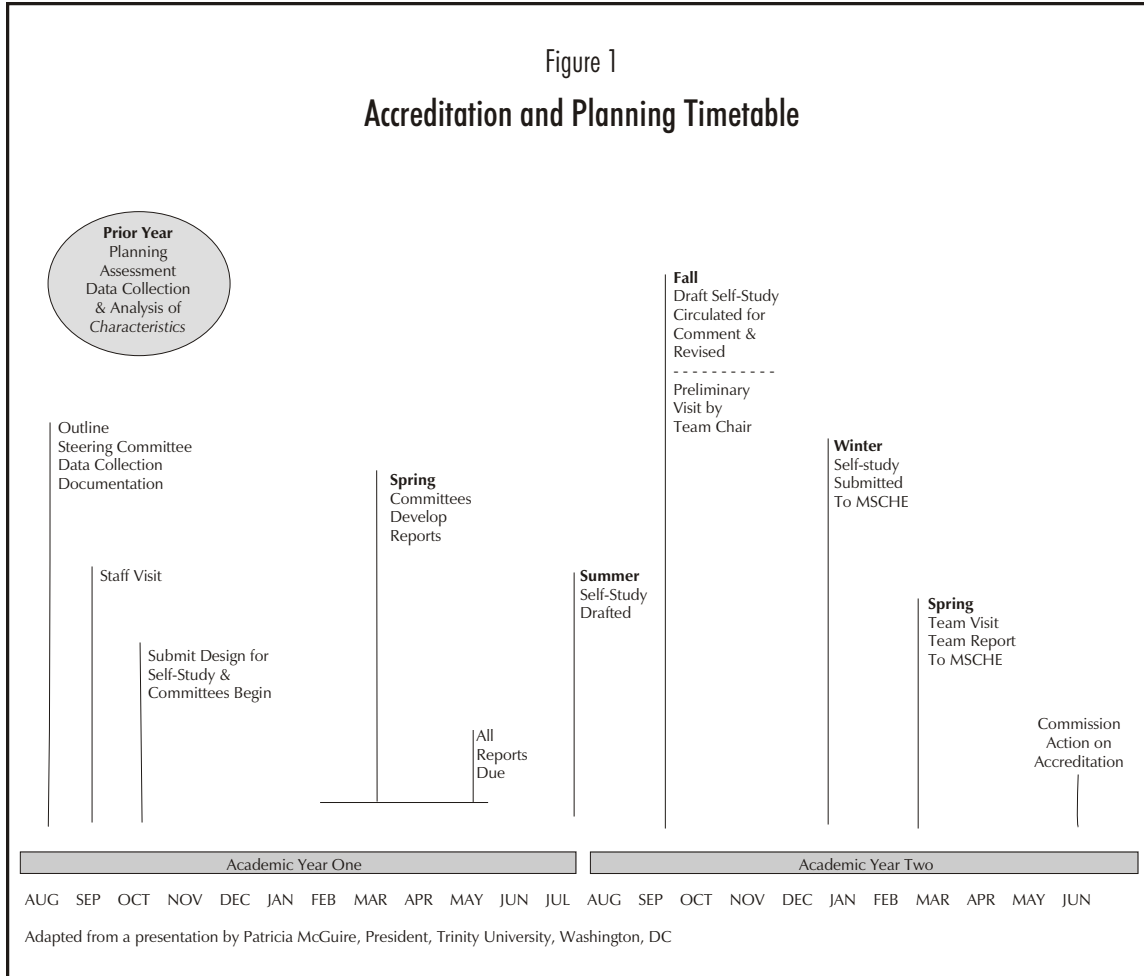 Figure 1
Accreditation and Planning Timetable
Prior Year
Planning
Assessment
Data Collection
& Analysis of
Characteristics
Outline
Steering Committee
Data Collection
Documentation
Staff Visit
Submit Design for
Self-Study &
Committees Begin
Spring
Committees
Develop
Reports
All
Reports
Due
Summer
Self-Study
Drafted
Fall
Draft Self-Study
Circulated for
Comment &
Revised
- - - - - - - - - - -
Preliminary
Visit by
Team Chair
Winter
Self-study
Submitted
To MSCHE
Spring
Team Visit
Team Report
To MSCHE
Commission
Action on
Accreditation
Academic Year One
Academic Year Two
AUG SEP OCT NOV DEC JAN FEB MAR APR MAY JUN JUL AUG SEP OCT NOV DEC JAN FEB MAR APR MAY JUN
Adapted from a presentation by Patricia McGuire, President, Trinity University, Washington, DC